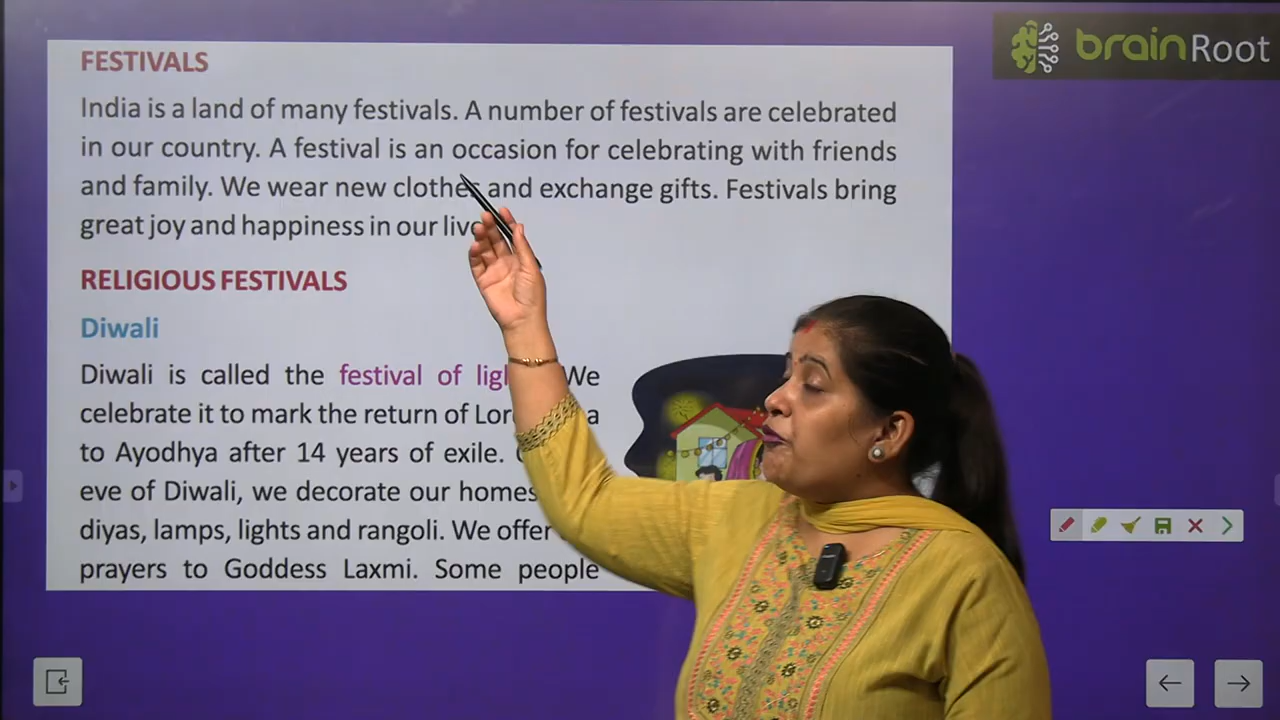 brainRoot
FESTIVALS
India is a land of many festivals. A number of festivals are celebrated
in our country. A festival is an occasion for celebrating with friends
and family. We wear new clothes and exchange gifts. Festivals bring
great joy and happiness in our
RELIGIOUS FESTIVALS
Diwali
Diwali is called the festival of We
celebrate it to mark the return of
to Ayodhya after 14 years of exile.
eve of Diwali, we decorate our homes
diyas, lamps, lights and rangoli. We offer
prayers to Goddess Laxmi. Some people